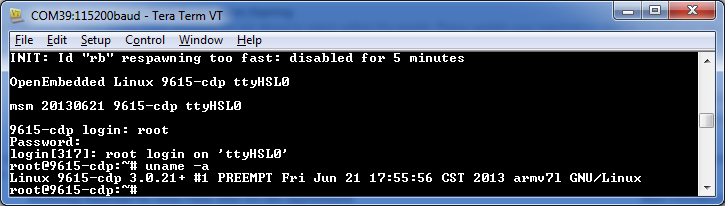 COM39:115200baud - Tera Term VT
File Edit Setup Control Window Help
INIT: Id "rb" respawning too fast: disabled for 5 minutes
OpenEmbedded Linux 9615-cdp ttyHSL0
msm 20130621 9615-cdp ttyHSL0
9615-cdp login: root
Password:
login[317]: root login on 'ttyHSL0'
root@9615-cdp:~# uname -a
Linux 9615-cdp 3.0.21+ #1 PREEMPT Fri Jun 21 17:55:56 CST 2013 armv7l GNU/Linux
root@9615-cdp:~#